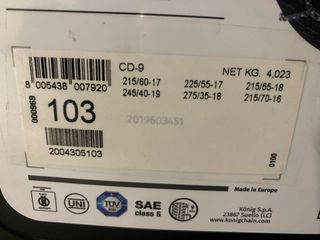 CD-9
NET KG. 4,023
215/60-17 225/55-17 215/55-18
245/40-19 275/35-18 215/70-16
8 005438 007920
000969
103
2019603451
2004305103
0100
Made in Europe
UNI
TÜV
SAE
class 5
König S.p.A.
23867 Suello (LC)
www.konigchain.com